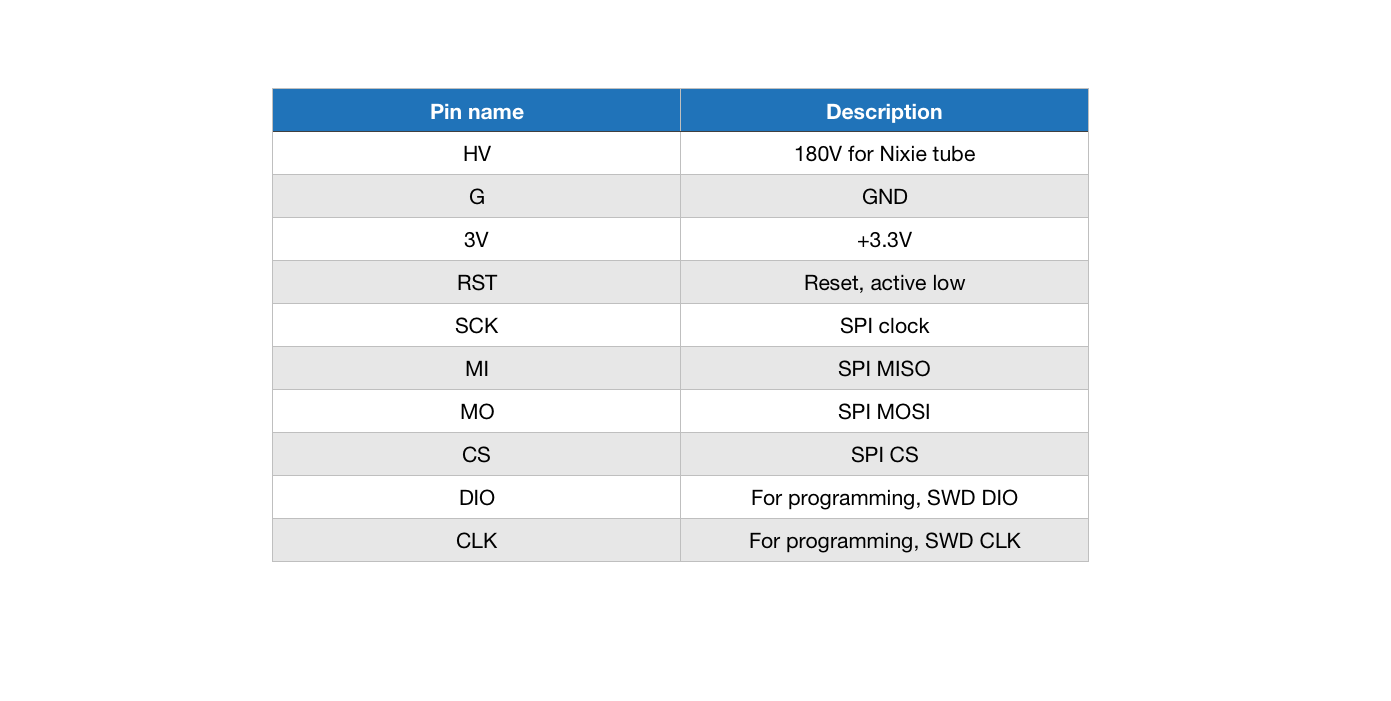 Pin name Description
HV 180V for Nixie tube
G GND
3V +3.3V
RST Reset, active low
SCK SPI clock
MI SPI MISO
MO SPI MOSI
CS SPI CS
DIO For programming, SWD DIO
CLK For programming, SWD CLK